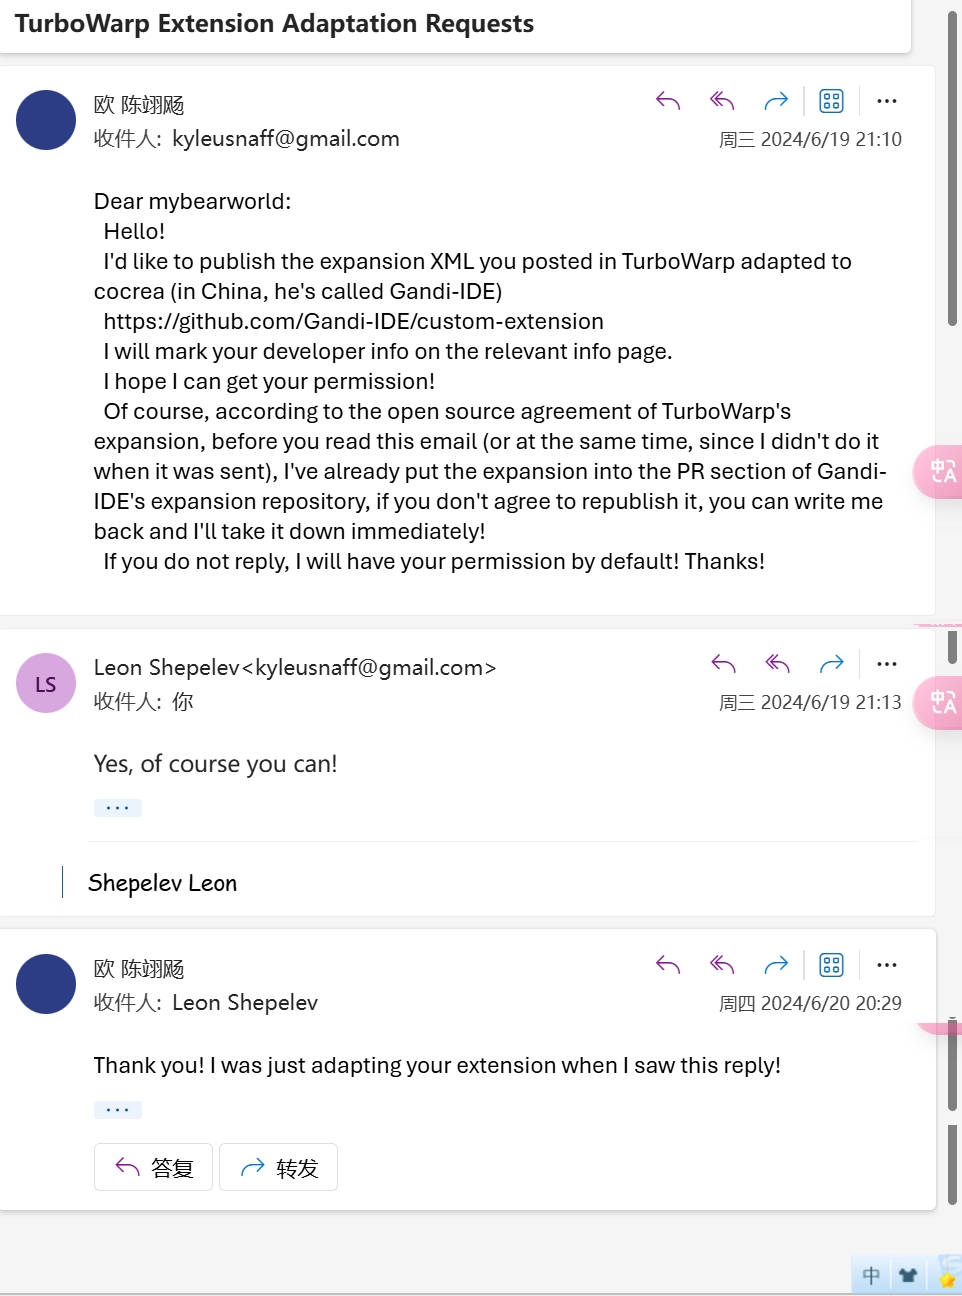 TurboWarp Extension Adaptation Requests
欧 陈翊飏
收件人: kyleusnaff@gmail.com
周三 2024/6/19 21:10
Dear mybearworld:
Hello!
I'd like to publish the expansion XML you posted in TurboWarp adapted to
cocrea (in China, he's called Gandi-IDE)
https://github.com/Gandi-IDE/custom-extension
I will mark your developer info on the relevant info page.
I hope I can get your permission!
Of course, according to the open source agreement of TurboWarp's
expansion, before you read this email (or at the same time, since I didn't do it
when it was sent), I've already put the expansion into the PR section of Gandi-
IDE's expansion repository, if you don't agree to republish it, you can write me
back and I'll take it down immediately!
If you do not reply, I will have your permission by default! Thanks!
中A
LS
Leon Shepelev<kyleusnaff@gmail.com>
收件人: 你
周三 2024/6/19 21:13
中A
Yes, of course you can!
Shepelev Leon
欧 陈翊飏
收件人: Leon Shepelev
周四 2024/6/20 20:29
Thank you! I was just adapting your extension when I saw this reply!
答复
转发
中